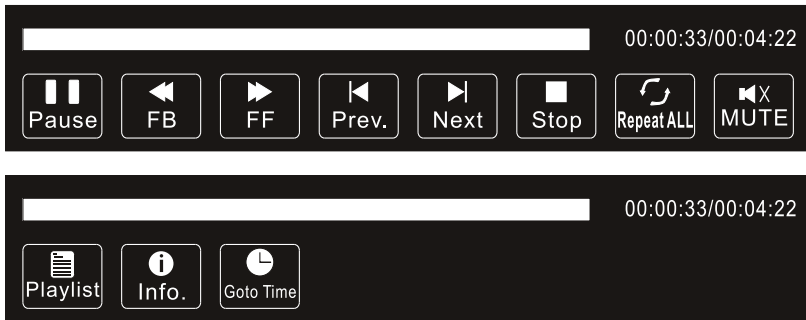 00:00:33/00:04:22
Pause FB FF Prev. Next Stop Repeat ALL MUTE
00:00:33/00:04:22
Playlist Info. Goto Time